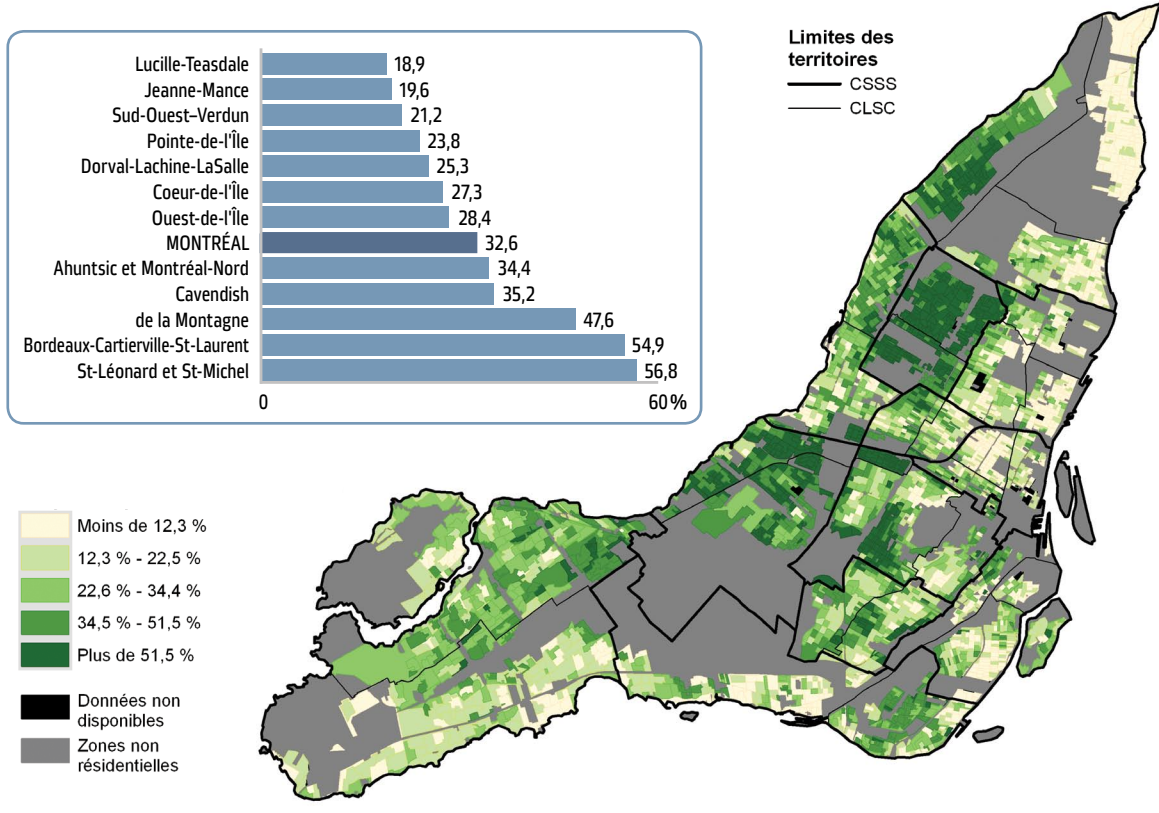 Lucille-Teasdale 18,9
Jeanne-Mance 19,6
Sud-Ouest–Verdun 21,2
Pointe-de-l'Île 23,8
Dorval-Lachine-LaSalle 25,3
Coeur-de-l'Île 27,3
Ouest-de-l'Île 28,4
MONTRÉAL 32,6
Ahuntsic et Montréal-Nord 34,4
Cavendish 35,2
de la Montagne 47,6
Bordeaux-Cartierville-St-Laurent 54,9
St-Léonard et St-Michel 56,8
0 60%
Limites des
territoires
CSSS
CLSC
Moins de 12,3 %
12,3 % - 22,5 %
22,6 % - 34,4 %
34,5 % - 51,5 %
Plus de 51,5 %
Données non
disponibles
Zones non
résidentielles